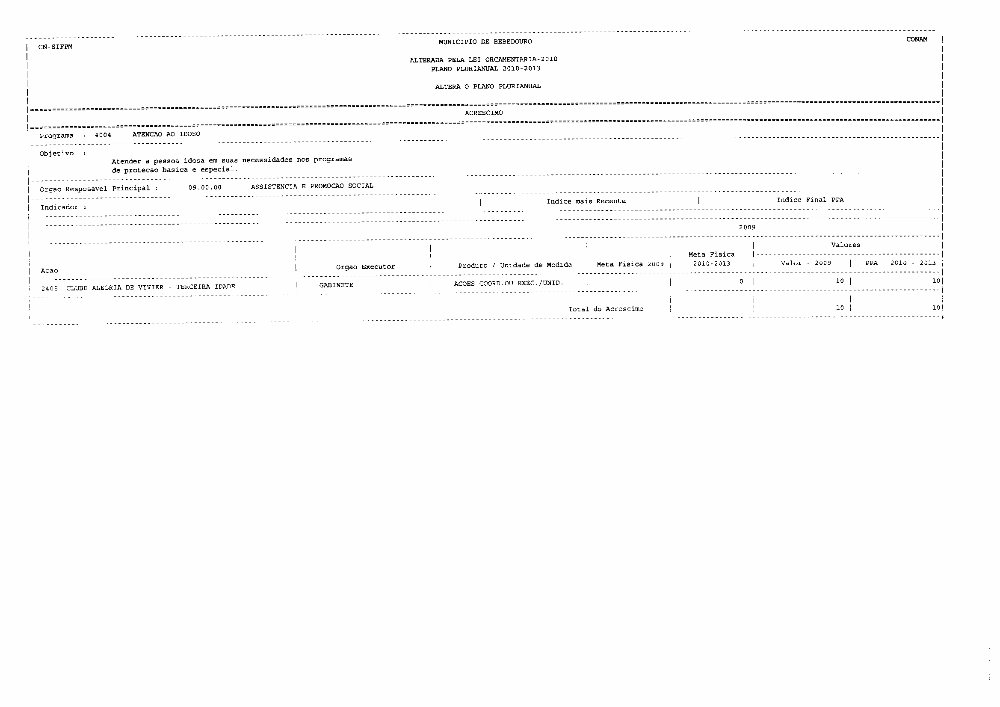 CN-SIFPM MUNICIPIO DE BEBEDOURO CONAM
ALTERADA PELA LEI ORCAMENTARIA-2010
PLANO PLURIANUAL 2010-2013
ALTERA O PLANO PLURIANUAL
ACRESCIMO
Programa : 4004 ATENCAO AO IDOSO
Objetivo :
Atender a pessoa idosa em suas necessidades nos programas
de protecao basica e especial.
Orgao Resposavel Principal : 09.00.00 ASSISTENCIA E PROMOCAO SOCIAL
Indicador : | Indice mais Recente | Indice Final PPA
2009
Valores
Meta Fisica
Acao | Orgao Executor | Produto / Unidade de Medida | Meta Fisica 2009 | 2010-2013 | Valor - 2009 | PPA 2010 - 2013
2405 CLUBE ALEGRIA DE VIVIER - TERCEIRA IDADE | GABINETE | ACOES COORD.OU EXEC./UNID. | | 0 | 10 | 10
Total do Acrescimo | | 10 | 10